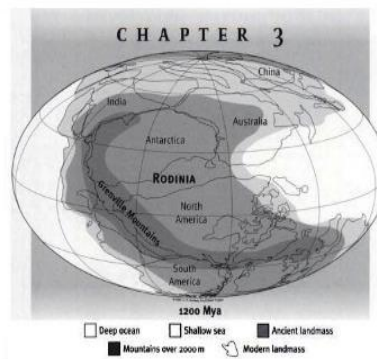 CHAPTER 3
China
India
Australia
Antarctica
RODINIA
North
America
Grenville Mountains
South
America
1200 Mya
Deep ocean
Shallow sea
Ancient landmass
Mountains over 2000 m
Modern landmass